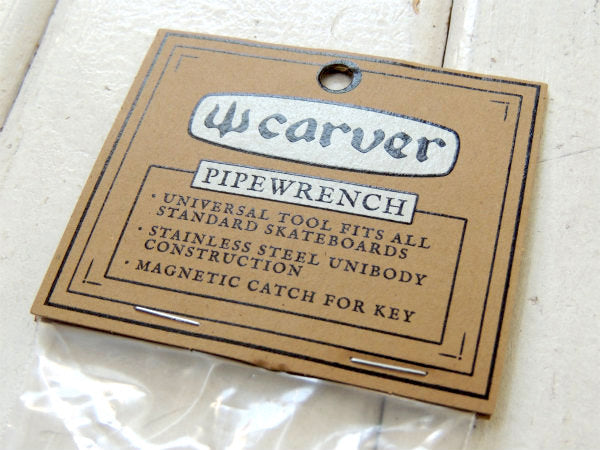 carver
PIPEWRENCH
· UNIVERSAL TOOL FITS ALL
STANDARD SKATEBOARDS
· STAINLESS STEEL UNIBODY
CONSTRUCTION
· MAGNETIC CATCH FOR KEY